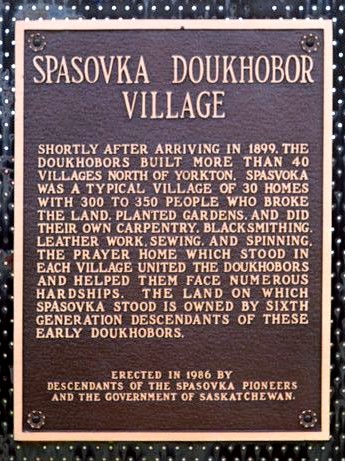 SPASOVKA DOUKHOBOR
VILLAGE
SHORTLY AFTER ARRIVING IN 1899, THE
DOUKHOBORS BUILT MORE THAN 40
VILLAGES NORTH OF YORKTON. SPASVOKA
WAS A TYPICAL VILLAGE OF 30 HOMES
WITH 300 TO 350 PEOPLE WHO BROKE
THE LAND, PLANTED GARDENS, AND DID
THEIR OWN CARPENTRY, BLACKSMITHING,
LEATHER WORK, SEWING, AND SPINNING.
THE PRAYER HOME WHICH STOOD IN
EACH VILLAGE UNITED THE DOUKHOBORS
AND HELPED THEM FACE NUMEROUS
HARDSHIPS. THE LAND ON WHICH
SPASOVKA STOOD IS OWNED BY SIXTH
GENERATION DESCENDANTS OF THESE
EARLY DOUKHOBORS.
ERECTED IN 1986 BY
DESCENDANTS OF THE SPASOVKA PIONEERS
AND THE GOVERNMENT OF SASKATCHEWAN.